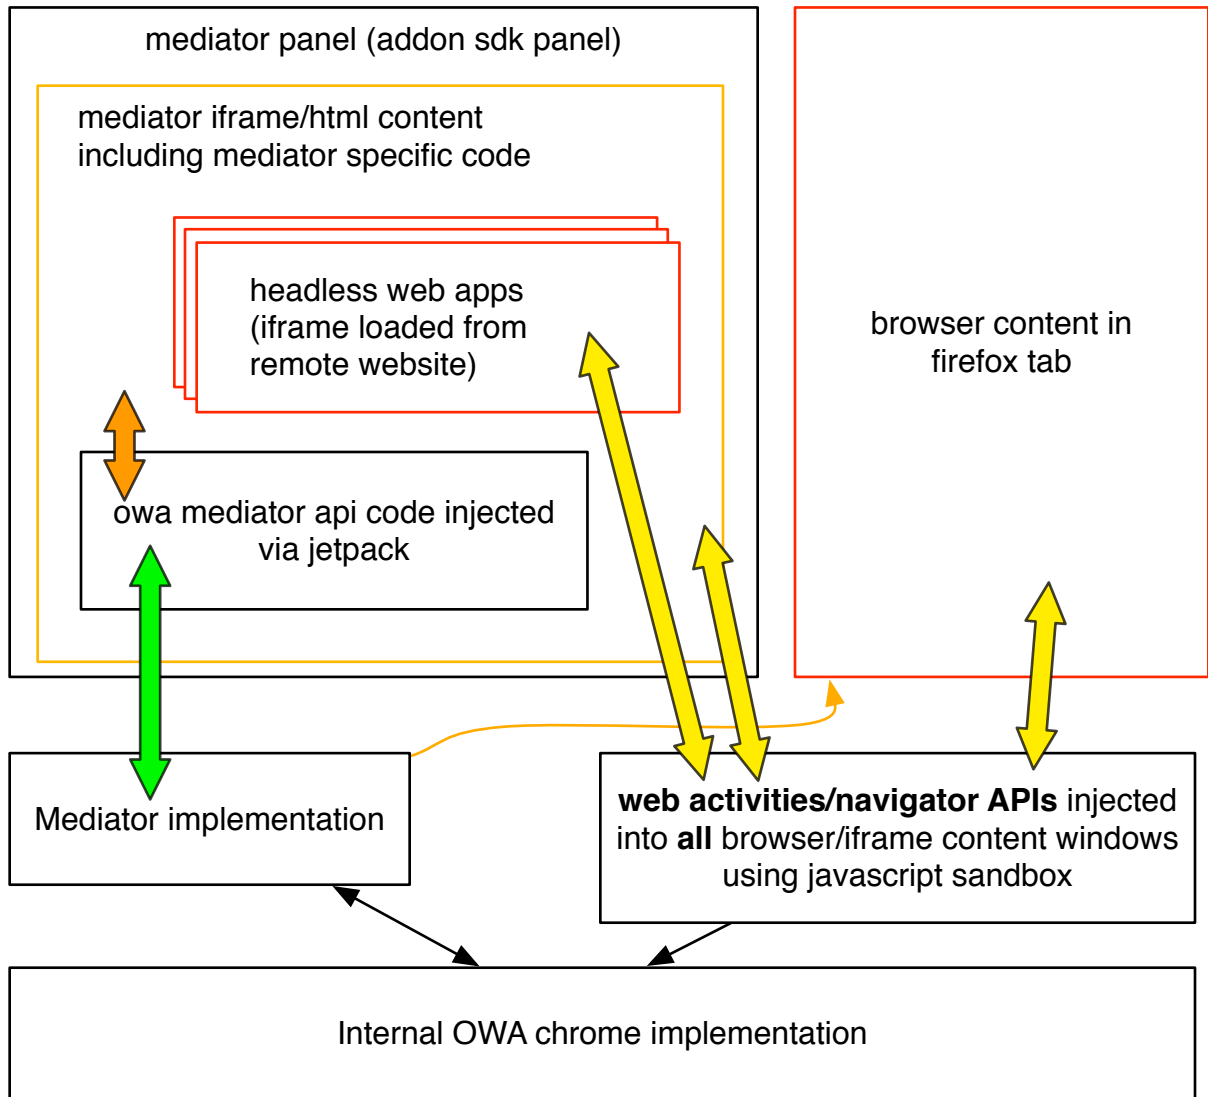 mediator panel (addon sdk panel)
mediator iframe/html content
including mediator specific code
headless web apps
(iframe loaded from
remote website)
owa mediator api code injected
via jetpack
browser content in
firefox tab
Mediator implementation
web activities/navigator APIs injected
into all browser/iframe content windows
using javascript sandbox
Internal OWA chrome implementation